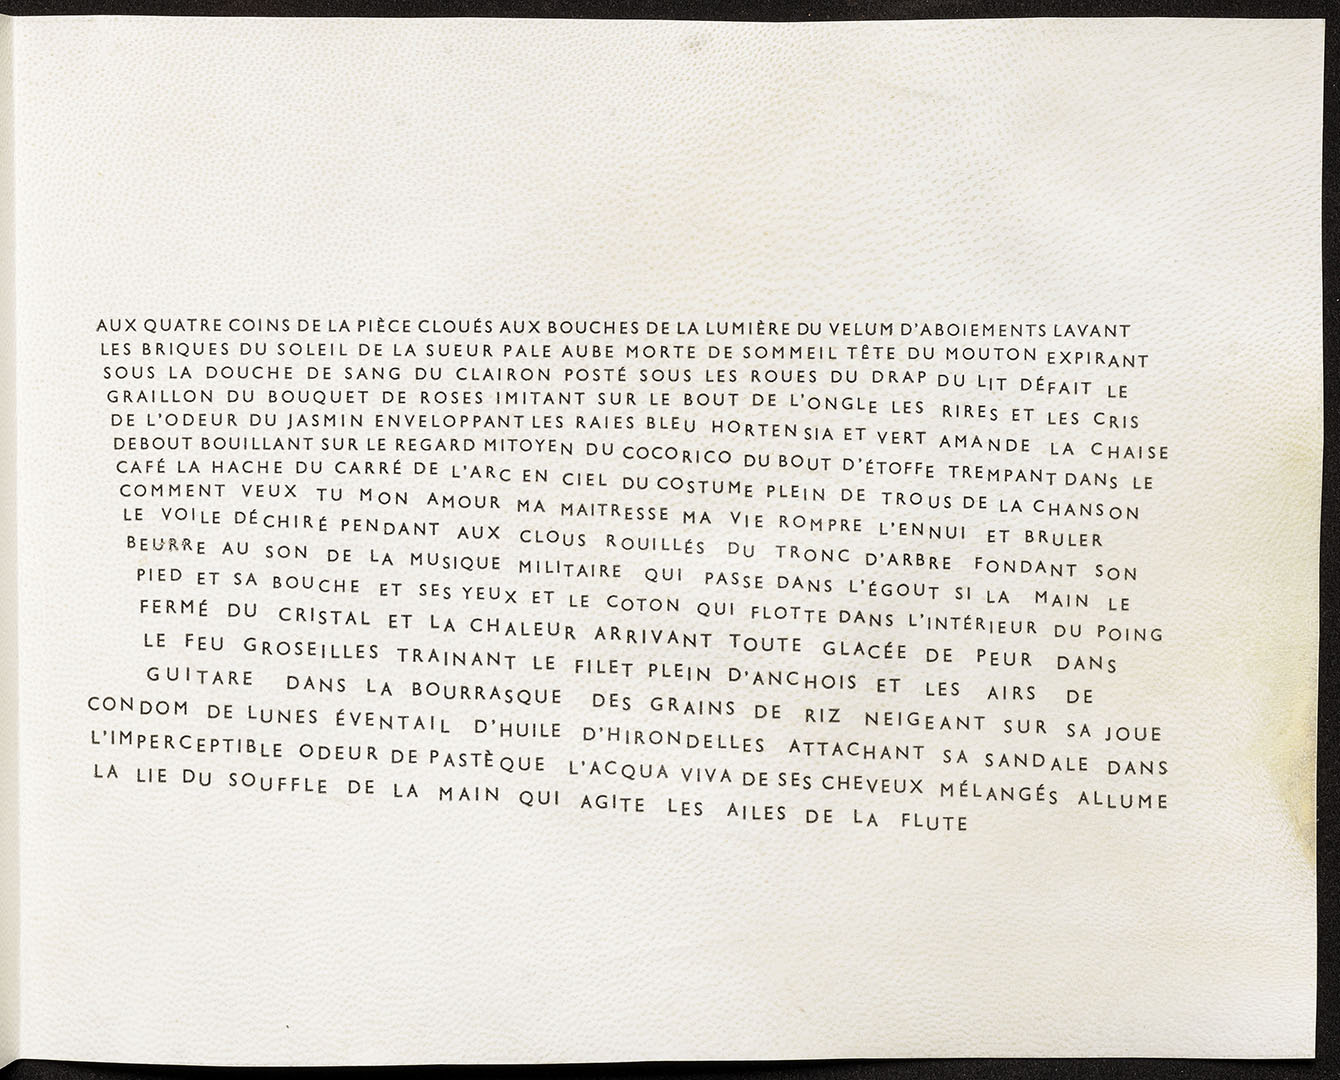 AUX QUATRE COINS DE LA PIÈCE CLOUÉS AUX BOUCHES DE LA LUMIÈRE DU VELUM D'ABOIEMENTS LAVANT
LES BRIQUES DU SOLEIL DE LA SUEUR PALE AUBE MORTE DE SOMMEIL TÊTE DU MOUTON EXPIRANT
SOUS LA DOUCHE DE SANG DU CLAIRON POSTÉ SOUS LES ROUES DU DRAP DU LIT DÉFAIT LE
GRAILLON DU BOUQUET DE ROSES IMITANT SUR LE BOUT DE L'ONGLE LES RIRES ET LES CRIS
DE L'ODEUR DU JASMIN ENVELOPPANT LES RAIES BLEU HORTENSIA ET VERT AMANDE LA CHAISE
DEBOUT BOUILLANT SUR LE REGARD MITOYEN DU COCORICO DU BOUT D'ÉTOFFE TREMPANT DANS LE
CAFÉ LA HACHE DU CARRÉ DE L'ARC EN CIEL DU COSTUME PLEIN DE TROUS DE LA CHANSON
COMMENT VEUX TU MON AMOUR MA MAITRESSE MA VIE ROMPRE L'ENNUI ET BRULER
LE VOILE DÉCHIRÉ PENDANT AUX CLOUS ROUILLÉS DU TRONC D'ARBRE FONDANT SON
BEURRE AU SON DE LA MUSIQUE MILITAIRE QUI PASSE DANS L'ÉGOUT SI LA MAIN LE
PIED ET SA BOUCHE ET SES YEUX ET LE COTON QUI FLOTTE DANS L'INTÉRIEUR DU POING
FERMÉ DU CRISTAL ET LA CHALEUR ARRIVANT TOUTE GLACÉE DE PEUR DANS
LE FEU GROSEILLES TRAINANT LE FILET PLEIN D'ANCHOIS ET LES AIRS DE
GUITARE DANS LA BOURRASQUE DES GRAINS DE RIZ NEIGEANT SUR SA JOUE
CONDOM DE LUNES ÉVENTAIL D'HUILE D'HIRONDELLES ATTACHANT SA SANDALE DANS
L'IMPERCEPTIBLE ODEUR DE PASTÈQUE L'ACQUA VIVA DE SES CHEVEUX MÉLANGÉS ALLUME
LA LIE DU SOUFFLE DE LA MAIN QUI AGITE LES AILES DE LA FLUTE